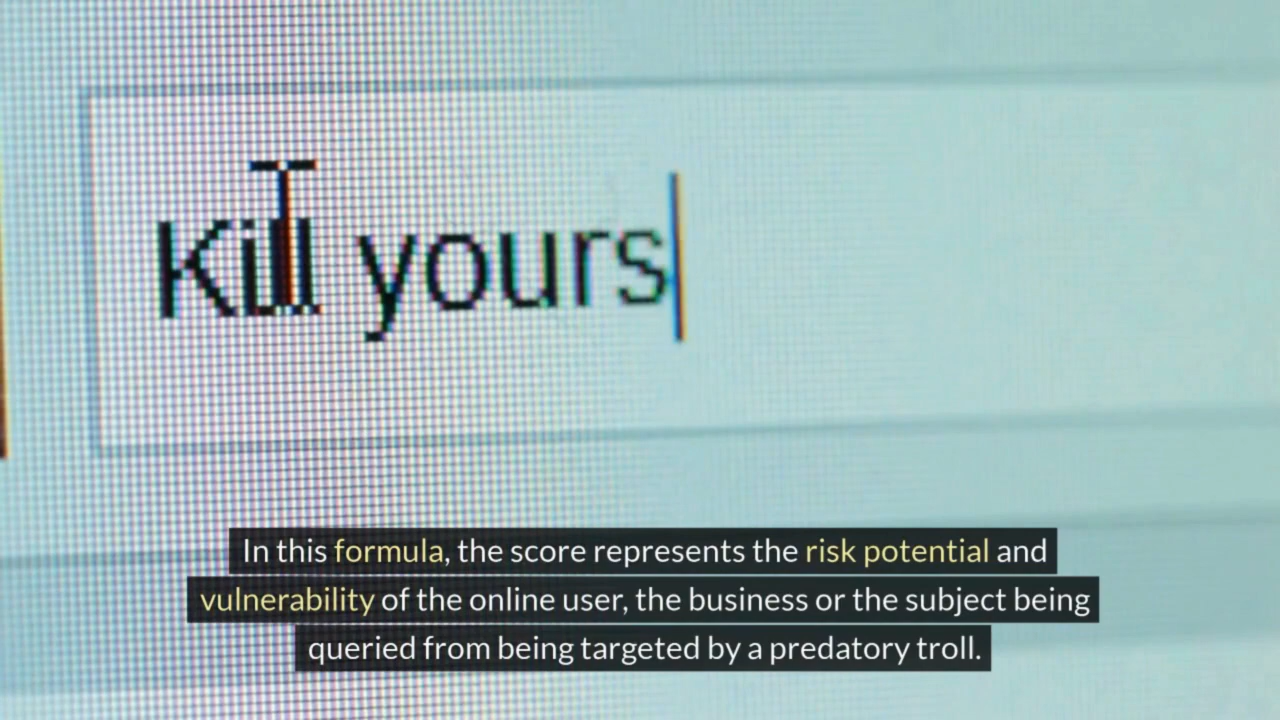 Kill yours
In this formula, the score represents the risk potential and
vulnerability of the online user, the business or the subject being
queried from being targeted by a predatory troll.